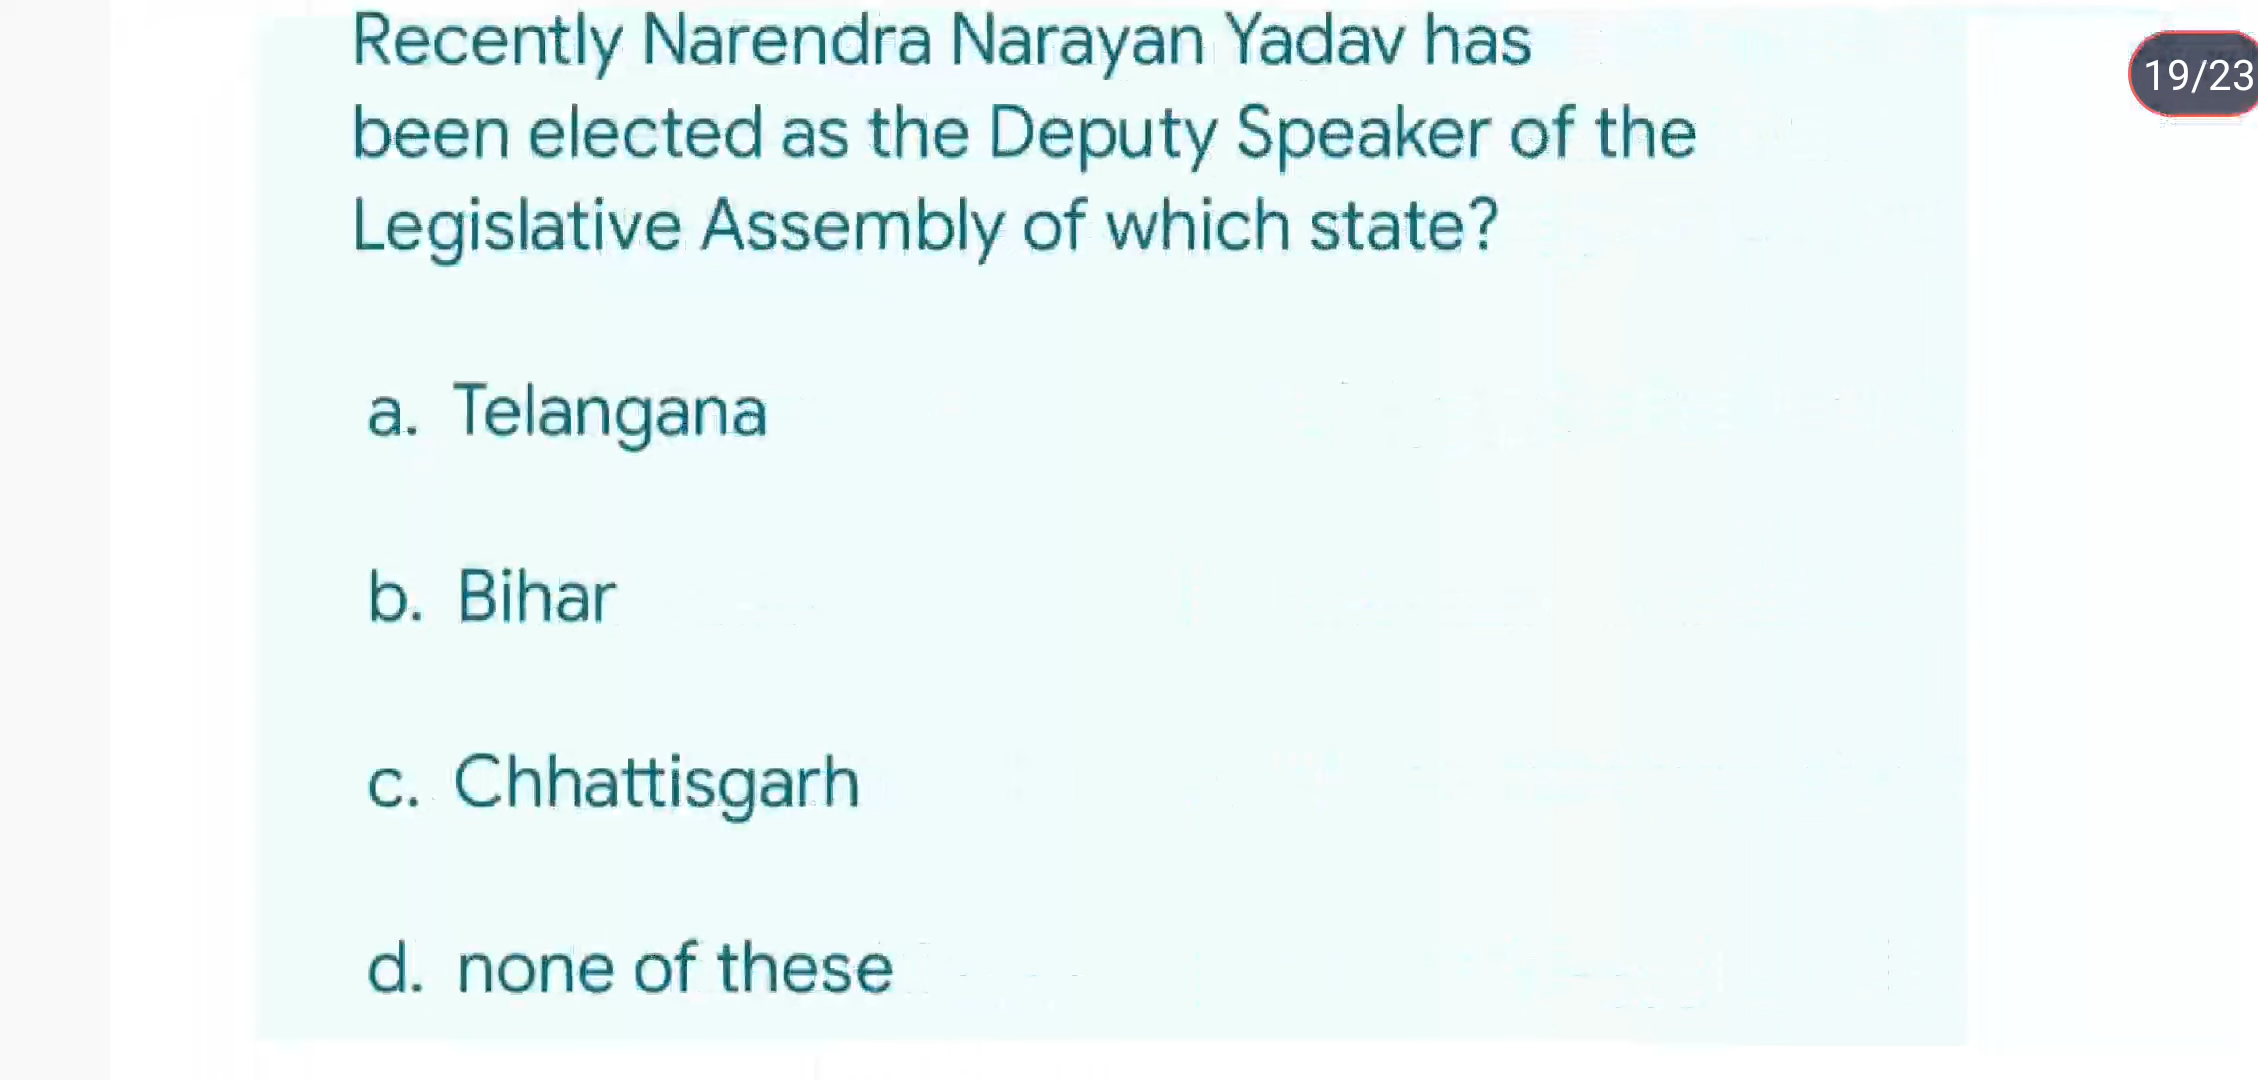 Recently Narendra Narayan Yadav has
19/23
been elected as the Deputy Speaker of the
Legislative Assembly of which state?
a. Telangana
b. Bihar
c. Chhattisgarh
d. none of these